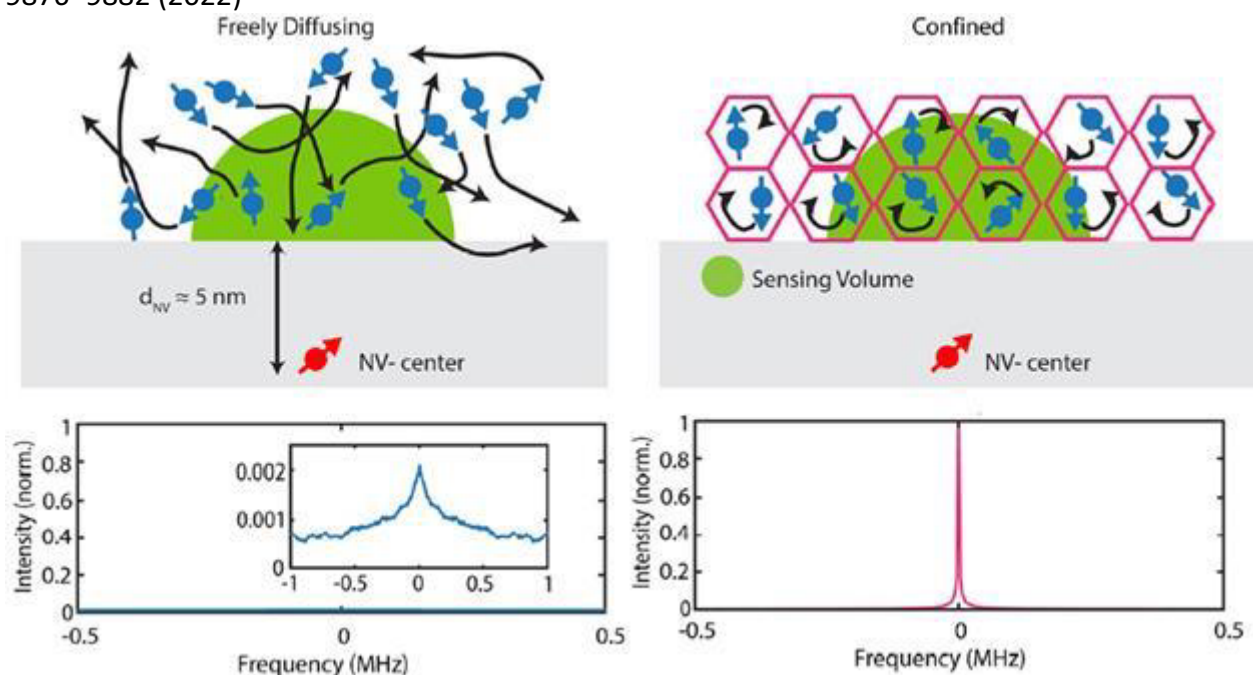 9876–9882 (2022)
Freely Diffusing
Confined
d_NV ≈ 5 nm
NV- center
Sensing Volume
NV- center
Intensity (norm.)
1
0.8
0.6
0.4
0.2
0
0.002
0.001
0
-1 -0.5 0 0.5 1
-0.5 0 0.5
Frequency (MHz)
Intensity (norm.)
1
0.8
0.6
0.4
0.2
0
-0.5 0 0.5
Frequency (MHz)